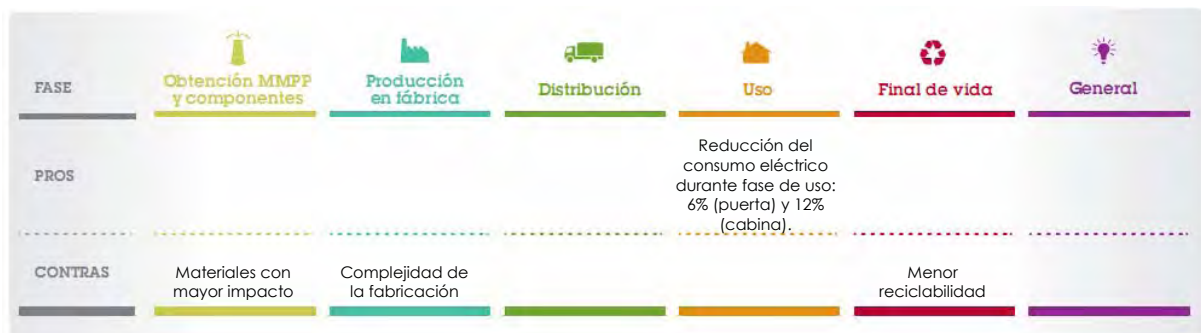 FASE
Obtención MMPP
y componentes
Producción
en fábrica
Distribución
Uso
Final de vida
General
PROS
Reducción del
consumo eléctrico
durante fase de uso:
6% (puerta) y 12%
(cabina).
CONTRAS
Materiales con
mayor impacto
Complejidad de
la fabricación
Menor
reciclabilidad